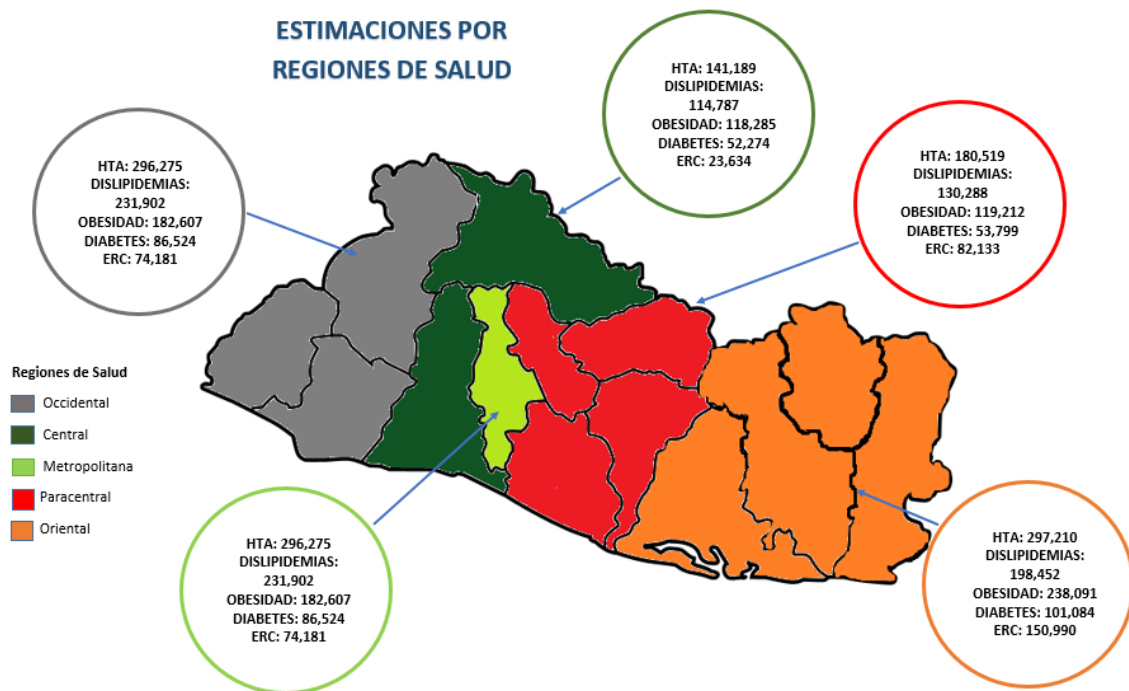 ESTIMACIONES POR
REGIONES DE SALUD
HTA: 141,189
DISLIPIDEMIAS:
114,787
OBESIDAD: 118,285
DIABETES: 52,274
ERC: 23,634
HTA: 296,275
DISLIPIDEMIAS:
231,902
OBESIDAD: 182,607
DIABETES: 86,524
ERC: 74,181
HTA: 180,519
DISLIPIDEMIAS:
130,288
OBESIDAD: 119,212
DIABETES: 53,799
ERC: 82,133
Regiones de Salud
Occidental
Central
Metropolitana
Paracentral
Oriental
HTA: 296,275
DISLIPIDEMIAS:
231,902
OBESIDAD: 182,607
DIABETES: 86,524
ERC: 74,181
HTA: 297,210
DISLIPIDEMIAS:
198,452
OBESIDAD: 238,091
DIABETES: 101,084
ERC: 150,990